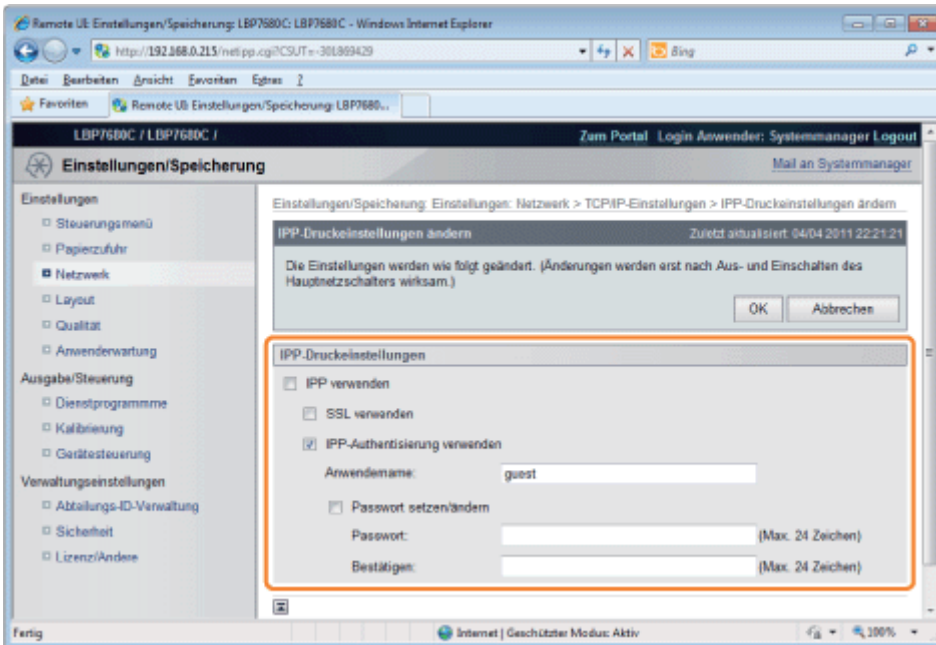 Remote UI: Einstellungen/Speicherung: LBP7680C: LBP7680C - Windows Internet Explorer
http://192.168.0.215/netipp.cgi?CSUT=-301869429
Bing
Datei Bearbeiten Ansicht Favoriten Extras ?
Favoriten Remote UI: Einstellungen/Speicherung: LBP7680...
LBP7680C / LBP7680C / Zum Portal Login Anwender: Systemmanager Logout
Einstellungen/Speicherung Mail an Systemmanager
Einstellungen
Steuerungsmenü
Papierzufuhr
Netzwerk
Layout
Qualität
Anwenderwartung
Ausgabe/Steuerung
Dienstprogrammme
Kalibrierung
Gerätesteuerung
Verwaltungseinstellungen
Abteilungs-ID-Verwaltung
Sicherheit
Lizenz/Andere
Einstellungen/Speicherung: Einstellungen: Netzwerk > TCP/IP-Einstellungen > IPP-Druckeinstellungen ändern
IPP-Druckeinstellungen ändern Zuletzt aktualisiert: 04/04 2011 22:21:21
Die Einstellungen werden wie folgt geändert. (Änderungen werden erst nach Aus- und Einschalten des
Hauptnetzschalters wirksam.)
OK Abbrechen
IPP-Druckeinstellungen
IPP verwenden
SSL verwenden
IPP-Authentisierung verwenden
Anwendername: guest
Passwort setzen/ändern
Passwort: (Max. 24 Zeichen)
Bestätigen: (Max. 24 Zeichen)
Fertig Internet | Geschützter Modus: Aktiv 100%